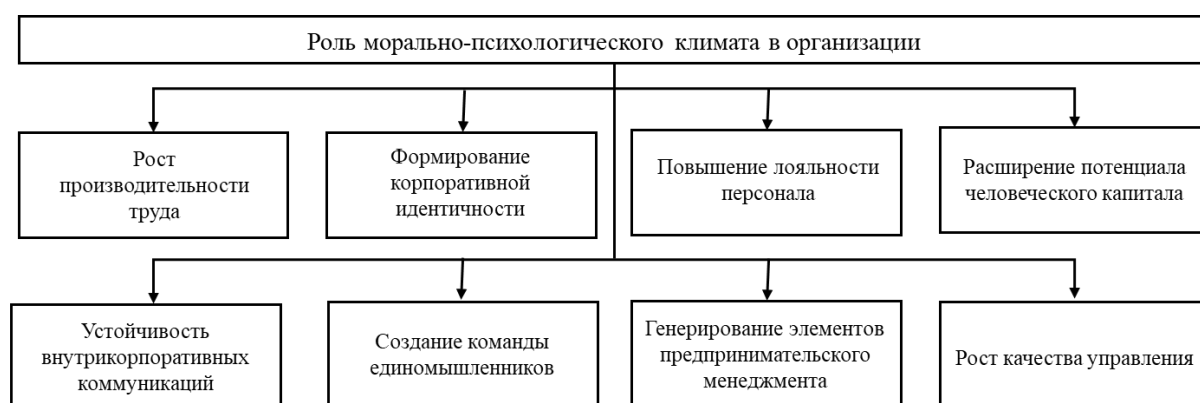 Роль морально-психологического климата в организации
Рост
производительности
труда
Формирование
корпоративной
идентичности
Повышение лояльности
персонала
Расширение потенциала
человеческого капитала
Устойчивость
внутрикорпоративных
коммуникаций
Создание команды
единомышленников
Генерирование элементов
предпринимательского
менеджмента
Рост качества управления